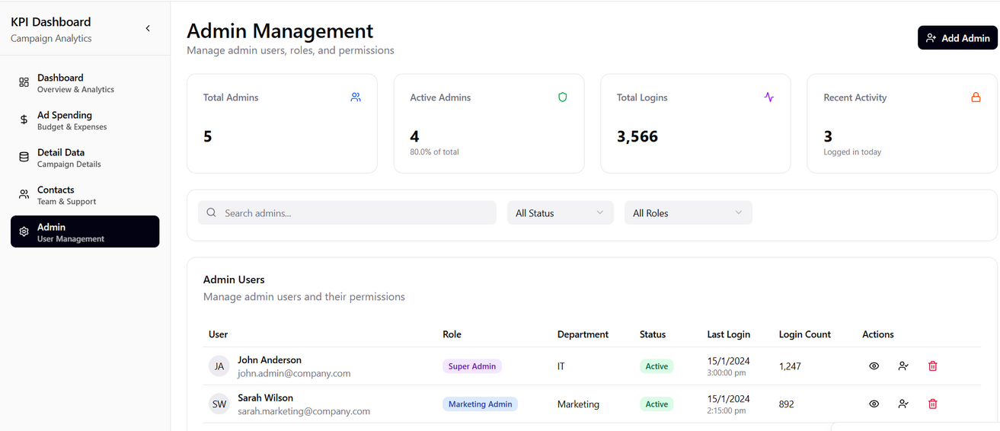 KPI Dashboard
Campaign Analytics
Dashboard
Overview & Analytics
Ad Spending
Budget & Expenses
Detail Data
Campaign Details
Contacts
Team & Support
Admin
User Management
Admin Management
Manage admin users, roles, and permissions
Add Admin
Total Admins
5
Active Admins
4
80.0% of total
Total Logins
3,566
Recent Activity
3
Logged in today
Search admins...
All Status
All Roles
Admin Users
Manage admin users and their permissions
User Role Department Status Last Login Login Count Actions
JA John Anderson Super Admin IT Active 15/1/2024 1,247
john.admin@company.com 3:00:00 pm
SW Sarah Wilson Marketing Admin Marketing Active 15/1/2024 892
sarah.marketing@company.com 2:15:00 pm